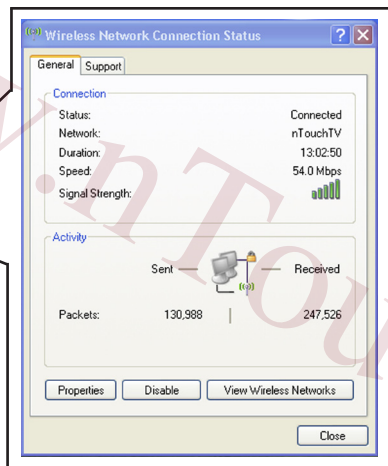 Wireless Network Connection Status
General Support
Connection
Status: Connected
Network: nTouchTV
Duration: 13:02:50
Speed: 54.0 Mbps
Signal Strength:
Activity
Sent Received
Packets: 130,988 247,526
Properties Disable View Wireless Networks
Close